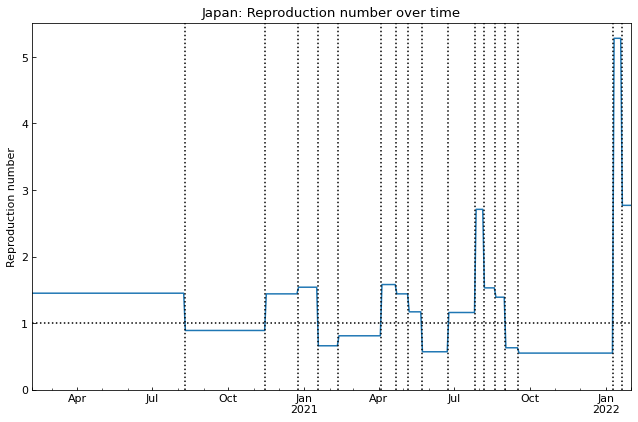 Japan: Reproduction number over time
Reproduction number
5
4
3
2
1
0
Apr
Jul
Oct
Jan
2021
Apr
Jul
Oct
Jan
2022